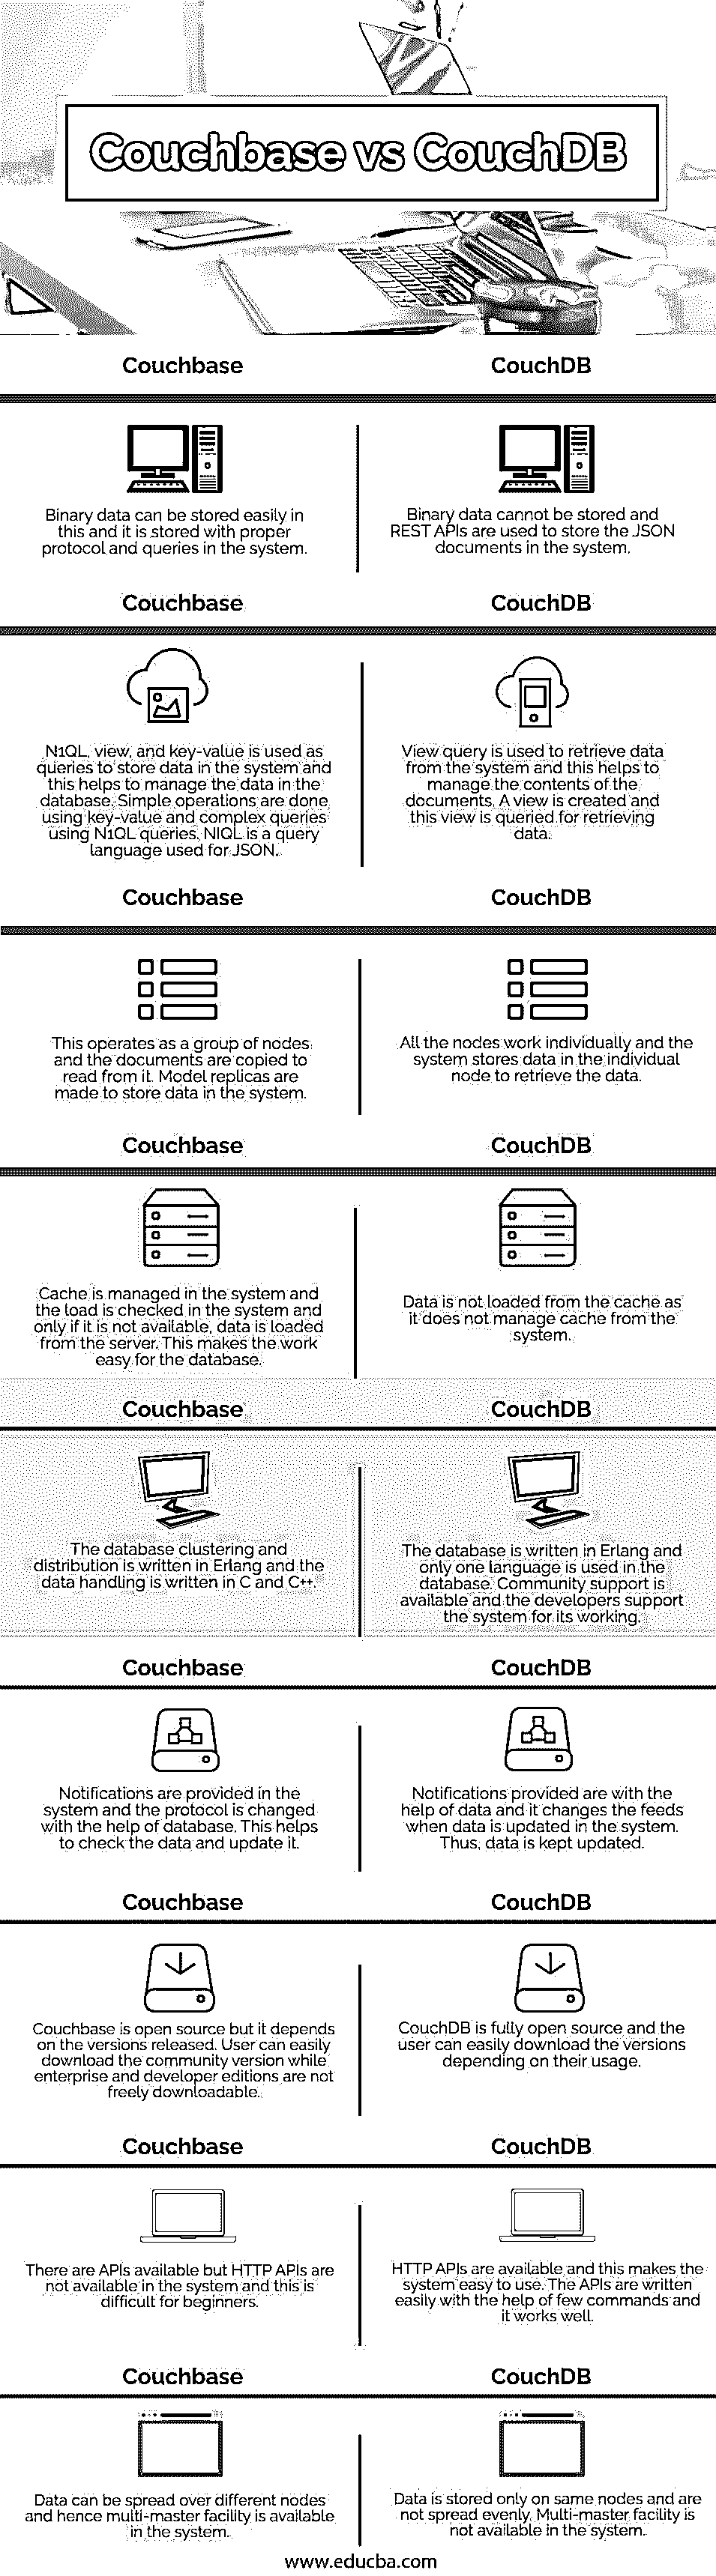 Couchbase vs CouchDB
Couchbase
CouchDB
Binary data can be stored easily in
this and it is stored with proper
protocol and queries in the system.
Binary data cannot be stored and
REST APIs are used to store the JSON
documents in the system.
Couchbase
CouchDB
N1QL, view, and key-value is used as
queries to store data in the system and
this helps to manage the data in the
database. Simple operations are done
using key-value and complex queries
using N1QL queries, NIQL is a query
language used for JSON.
View query is used to retrieve data
from the system and this helps to
manage the contents of the
documents. A view is created and
this view is queried for retrieving
data.
Couchbase
CouchDB
This operates as a group of nodes
and the documents are copied to
read from it. Model replicas are
made to store data in the system.
All the nodes work individually and the
system stores data in the individual
node to retrieve the data.
Couchbase
CouchDB
Cache is managed in the system and
the load is checked in the system and
only if it is not available, data is loaded
from the server. This makes the work
easy for the database.
Data is not loaded from the cache as
it does not manage cache from the
system.
Couchbase
CouchDB
The database clustering and
distribution is written in Erlang and the
data handling is written in C and C++.
The database is written in Erlang and
only one language is used in the
database. Community support is
available and the developers support
the system for its working.
Couchbase
CouchDB
Notifications are provided in the
system and the protocol is changed
with the help of database. This helps
to check the data and update it.
Notifications provided are with the
help of data and it changes the feeds
when data is updated in the system.
Thus, data is kept updated.
Couchbase
CouchDB
Couchbase is open source but it depends
on the versions released. User can easily
download the community version while
enterprise and developer editions are not
freely downloadable.
CouchDB is fully open source and the
user can easily download the versions
depending on their usage.
Couchbase
CouchDB
There are APIs available but HTTP APIs are
not available in the system and this is
difficult for beginners.
HTTP APIs are available and this makes the
system easy to use. The APIs are written
easily with the help of few commands and
it works well.
Couchbase
CouchDB
Data can be spread over different nodes
and hence multi-master facility is available
in the system.
Data is stored only on same nodes and are
not spread evenly. Multi-master facility is
not available in the system.
www.educba.com